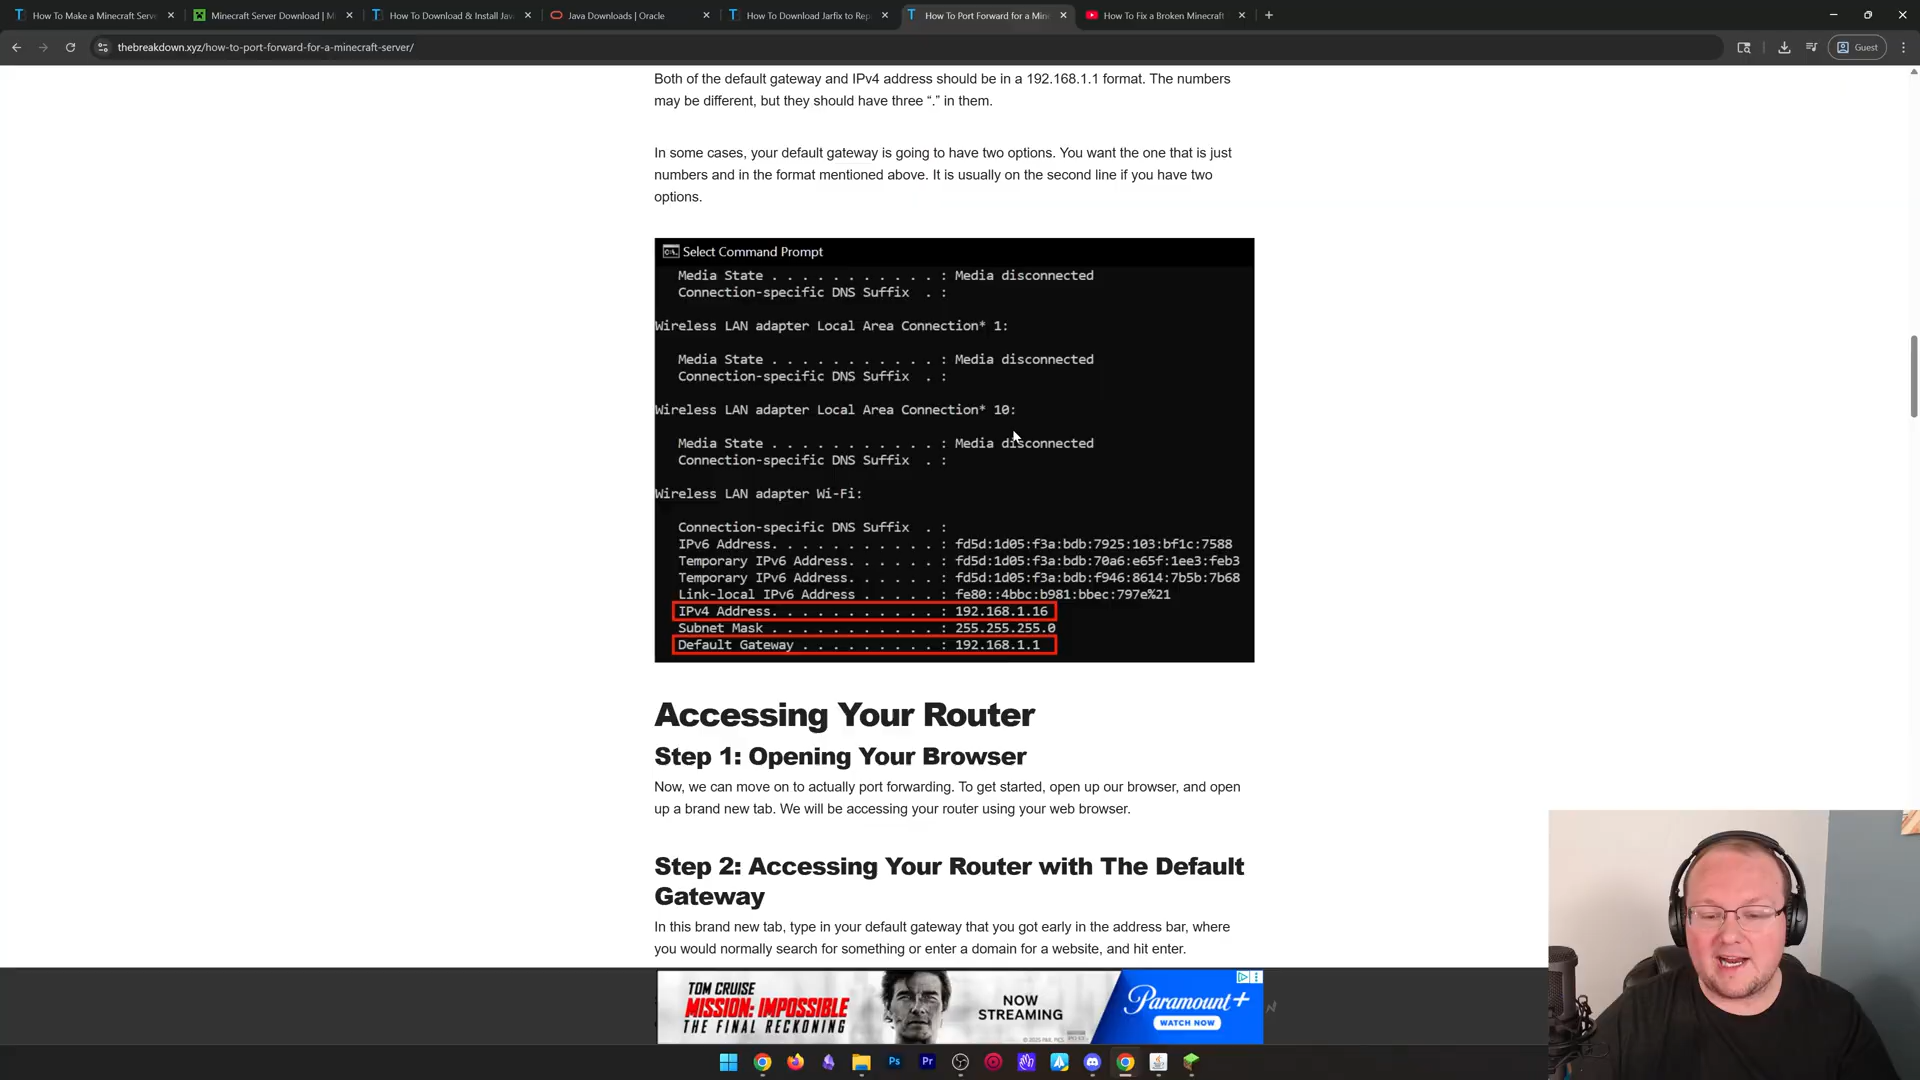 How To Make a Minecraft Serve
Minecraft Server Download | M
How To Download & Install Jav
Java Downloads | Oracle
How To Download Jarfix to Rep
How To Port Forward for a Min
How To Fix a Broken Minecraft
thebreakdown.xyz/how-to-port-forward-for-a-minecraft-server/
Guest
Both of the default gateway and IPv4 address should be in a 192.168.1.1 format. The numbers
may be different, but they should have three “.” in them.
In some cases, your default gateway is going to have two options. You want the one that is just
numbers and in the format mentioned above. It is usually on the second line if you have two
options.
Select Command Prompt
Media State . . . . . . . . . . . : Media disconnected
Connection-specific DNS Suffix . :
Wireless LAN adapter Local Area Connection* 1:
Media State . . . . . . . . . . . : Media disconnected
Connection-specific DNS Suffix . :
Wireless LAN adapter Local Area Connection* 10:
Media State . . . . . . . . . . . : Media disconnected
Connection-specific DNS Suffix . :
Wireless LAN adapter Wi-Fi:
Connection-specific DNS Suffix . :
IPv6 Address. . . . . . . . . . . : fd5d:1d05:f3a:bdb:7925:103:bf1c:7588
Temporary IPv6 Address. . . . . . : fd5d:1d05:f3a:bdb:70a6:e65f:1ee3:feb3
Temporary IPv6 Address. . . . . . : fd5d:1d05:f3a:bdb:f946:8614:7b5b:7b68
Link-local IPv6 Address . . . . . : fe80::4bbc:b981:bbec:797e%21
IPv4 Address. . . . . . . . . . . : 192.168.1.16
Subnet Mask . . . . . . . . . . . : 255.255.255.0
Default Gateway . . . . . . . . . : 192.168.1.1
Accessing Your Router
Step 1: Opening Your Browser
Now, we can move on to actually port forwarding. To get started, open up our browser, and open
up a brand new tab. We will be accessing your router using your web browser.
Step 2: Accessing Your Router with The Default
Gateway
In this brand new tab, type in your default gateway that you got early in the address bar, where
you would normally search for something or enter a domain for a website, and hit enter.
TOM CRUISE
MISSION: IMPOSSIBLE
THE FINAL RECKONING
NOW
STREAMING
Paramount+
WATCH NOW
Ps
Pr